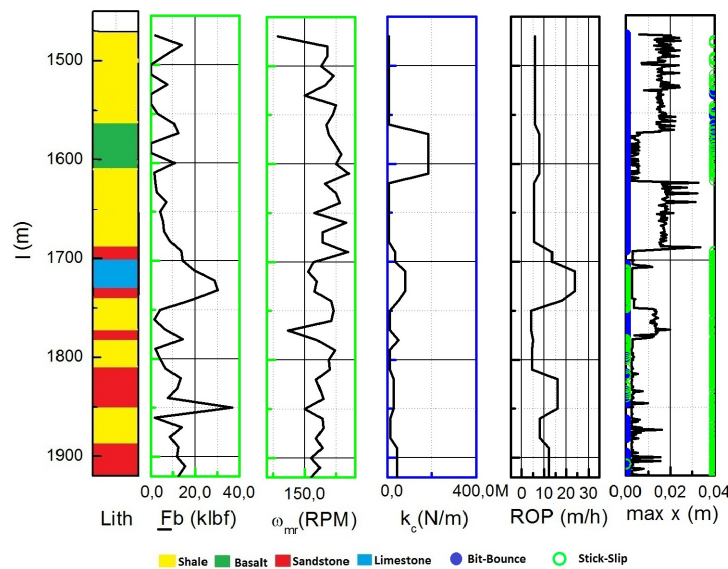 1500
1600
1700
1800
1900
l (m)
0,0 20,0 40,0
150,0
0,0 400,0M
0 10 20 30
0,00 0,02 0,04
Lith
Fb (klbf)
ωmr(RPM)
kc(N/m)
ROP (m/h)
max x (m)
Shale Basalt Sandstone Limestone Bit-Bounce Stick-Slip